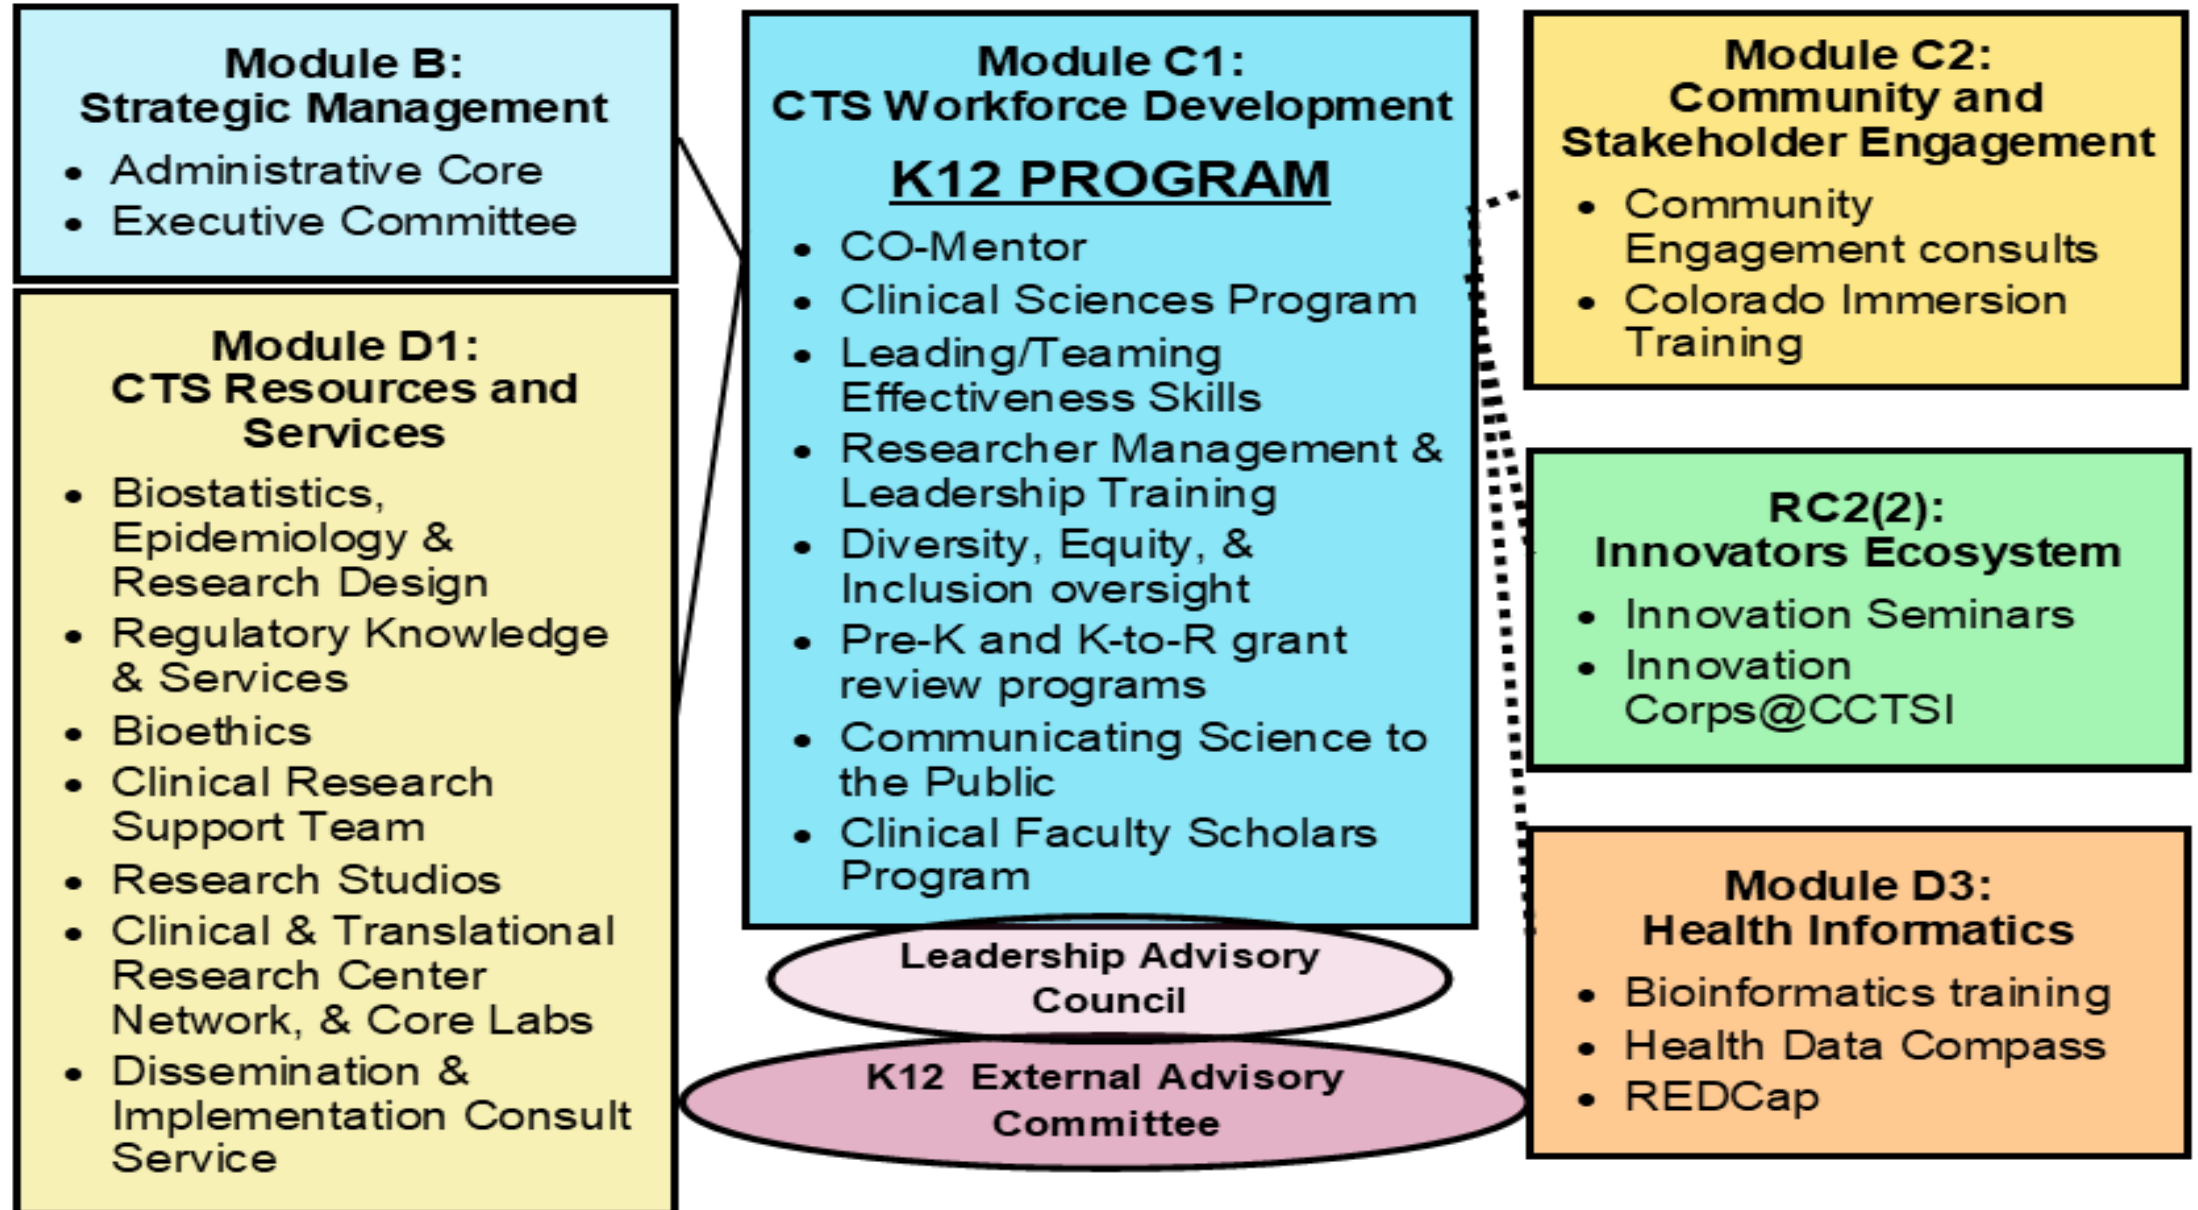 Module B:
Strategic Management
• Administrative Core
• Executive Committee
Module D1:
CTS Resources and
Services
• Biostatistics,
Epidemiology &
Research Design
• Regulatory Knowledge
& Services
• Bioethics
• Clinical Research
Support Team
• Research Studios
• Clinical & Translational
Research Center
Network, & Core Labs
• Dissemination &
Implementation Consult
Service
Module C1:
CTS Workforce Development
K12 PROGRAM
• CO-Mentor
• Clinical Sciences Program
• Leading/Teaming
Effectiveness Skills
• Researcher Management &
Leadership Training
• Diversity, Equity, &
Inclusion oversight
• Pre-K and K-to-R grant
review programs
• Communicating Science to
the Public
• Clinical Faculty Scholars
Program
Leadership Advisory
Council
K12 External Advisory
Committee
Module C2:
Community and
Stakeholder Engagement
• Community
Engagement consults
• Colorado Immersion
Training
RC2(2):
Innovators Ecosystem
• Innovation Seminars
• Innovation
Corps@CCTSI
Module D3:
Health Informatics
• Bioinformatics training
• Health Data Compass
• REDCap